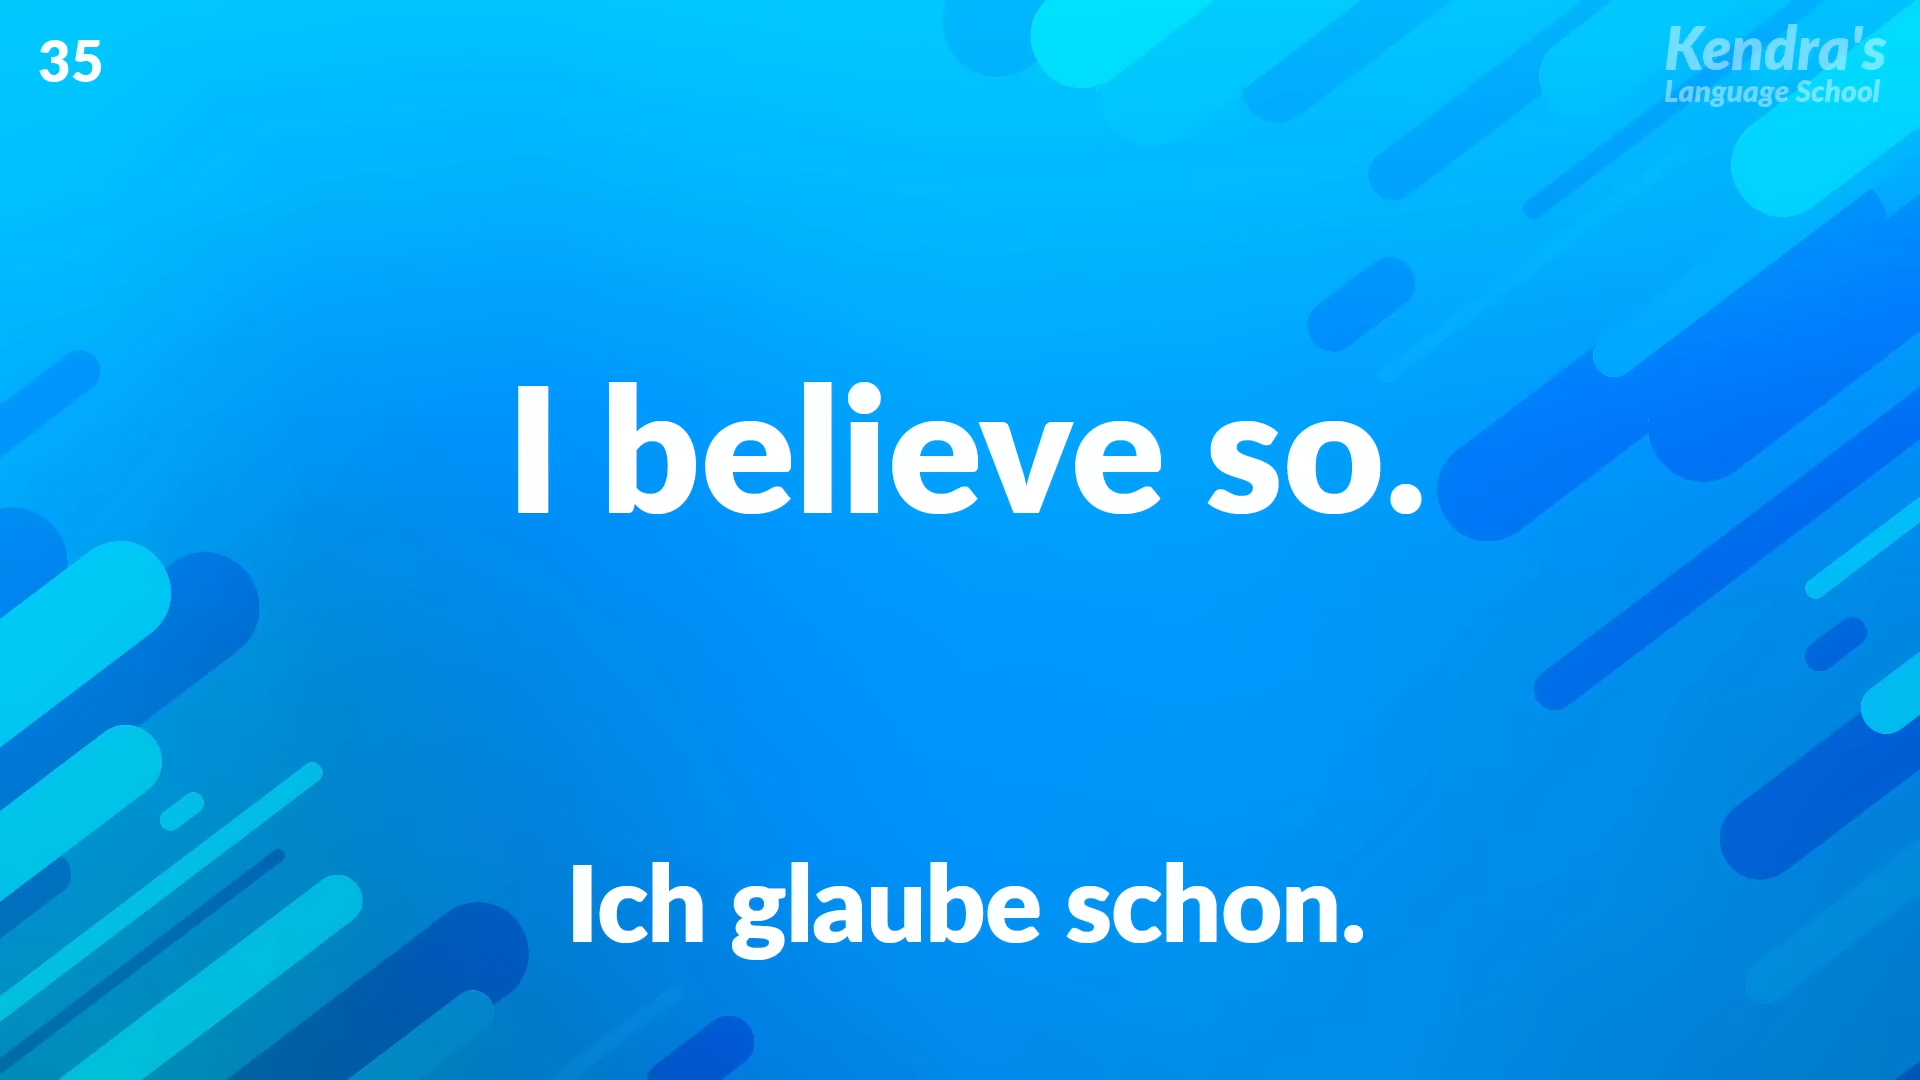 35
Kendra's
Language School
I believe so.
Ich glaube schon.